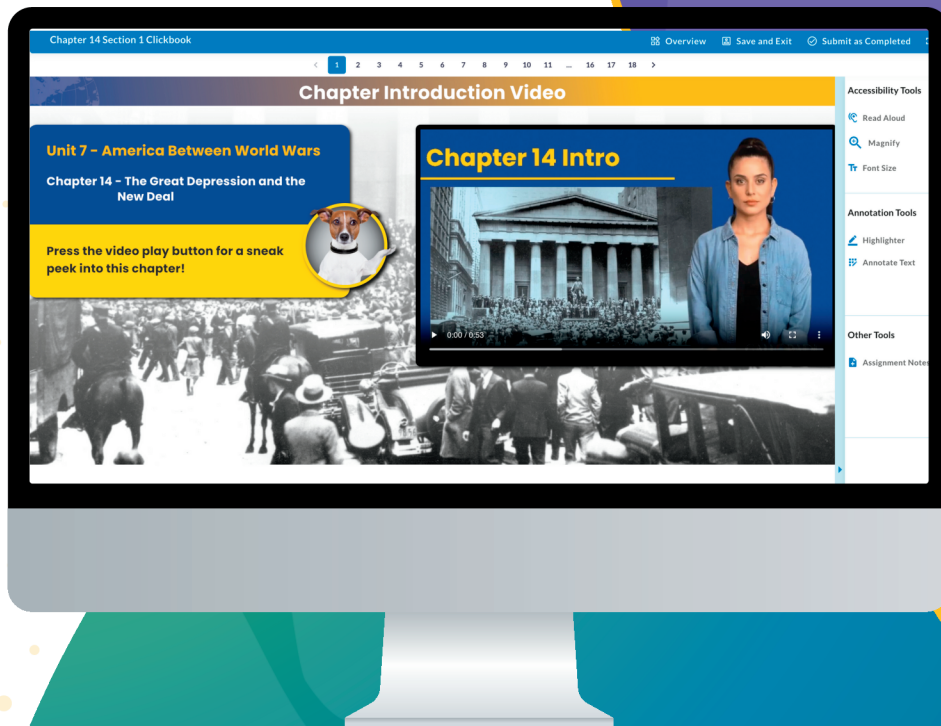 Chapter 14 Section 1 Clickbook
Overview Save and Exit Submit as Completed
< 1 2 3 4 5 6 7 8 9 10 11 ... 16 17 18 >
Chapter Introduction Video
Unit 7 – America Between World Wars
Chapter 14 – The Great Depression and the
New Deal
Press the video play button for a sneak
peek into this chapter!
Chapter 14 Intro
0:00 / 0:53
Accessibility Tools
Read Aloud
Magnify
Tт Font Size
Annotation Tools
Highlighter
Annotate Text
Other Tools
Assignment Notes